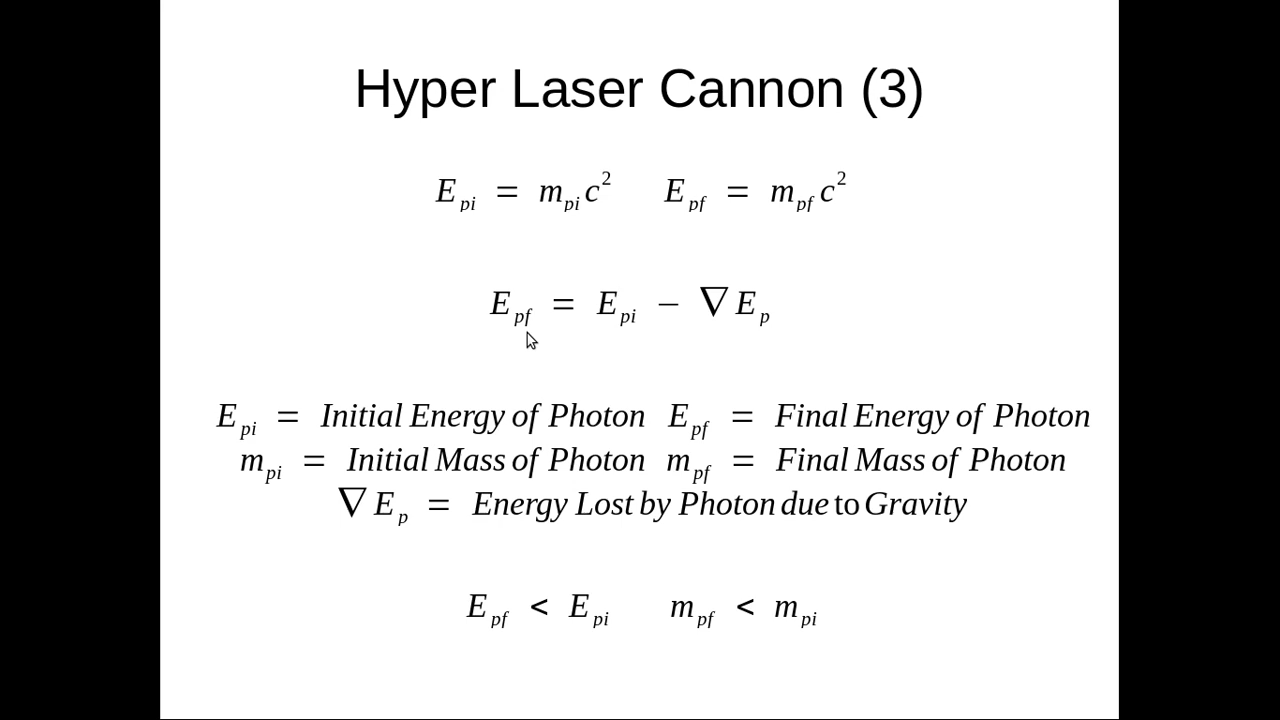 Hyper Laser Cannon (3)
E_pi = m_pi c² E_pf = m_pf c²
E_pf = E_pi − ∇E_p
E_pi = Initial Energy of Photon E_pf = Final Energy of Photon
m_pi = Initial Mass of Photon m_pf = Final Mass of Photon
∇E_p = Energy Lost by Photon due to Gravity
E_pf < E_pi m_pf < m_pi